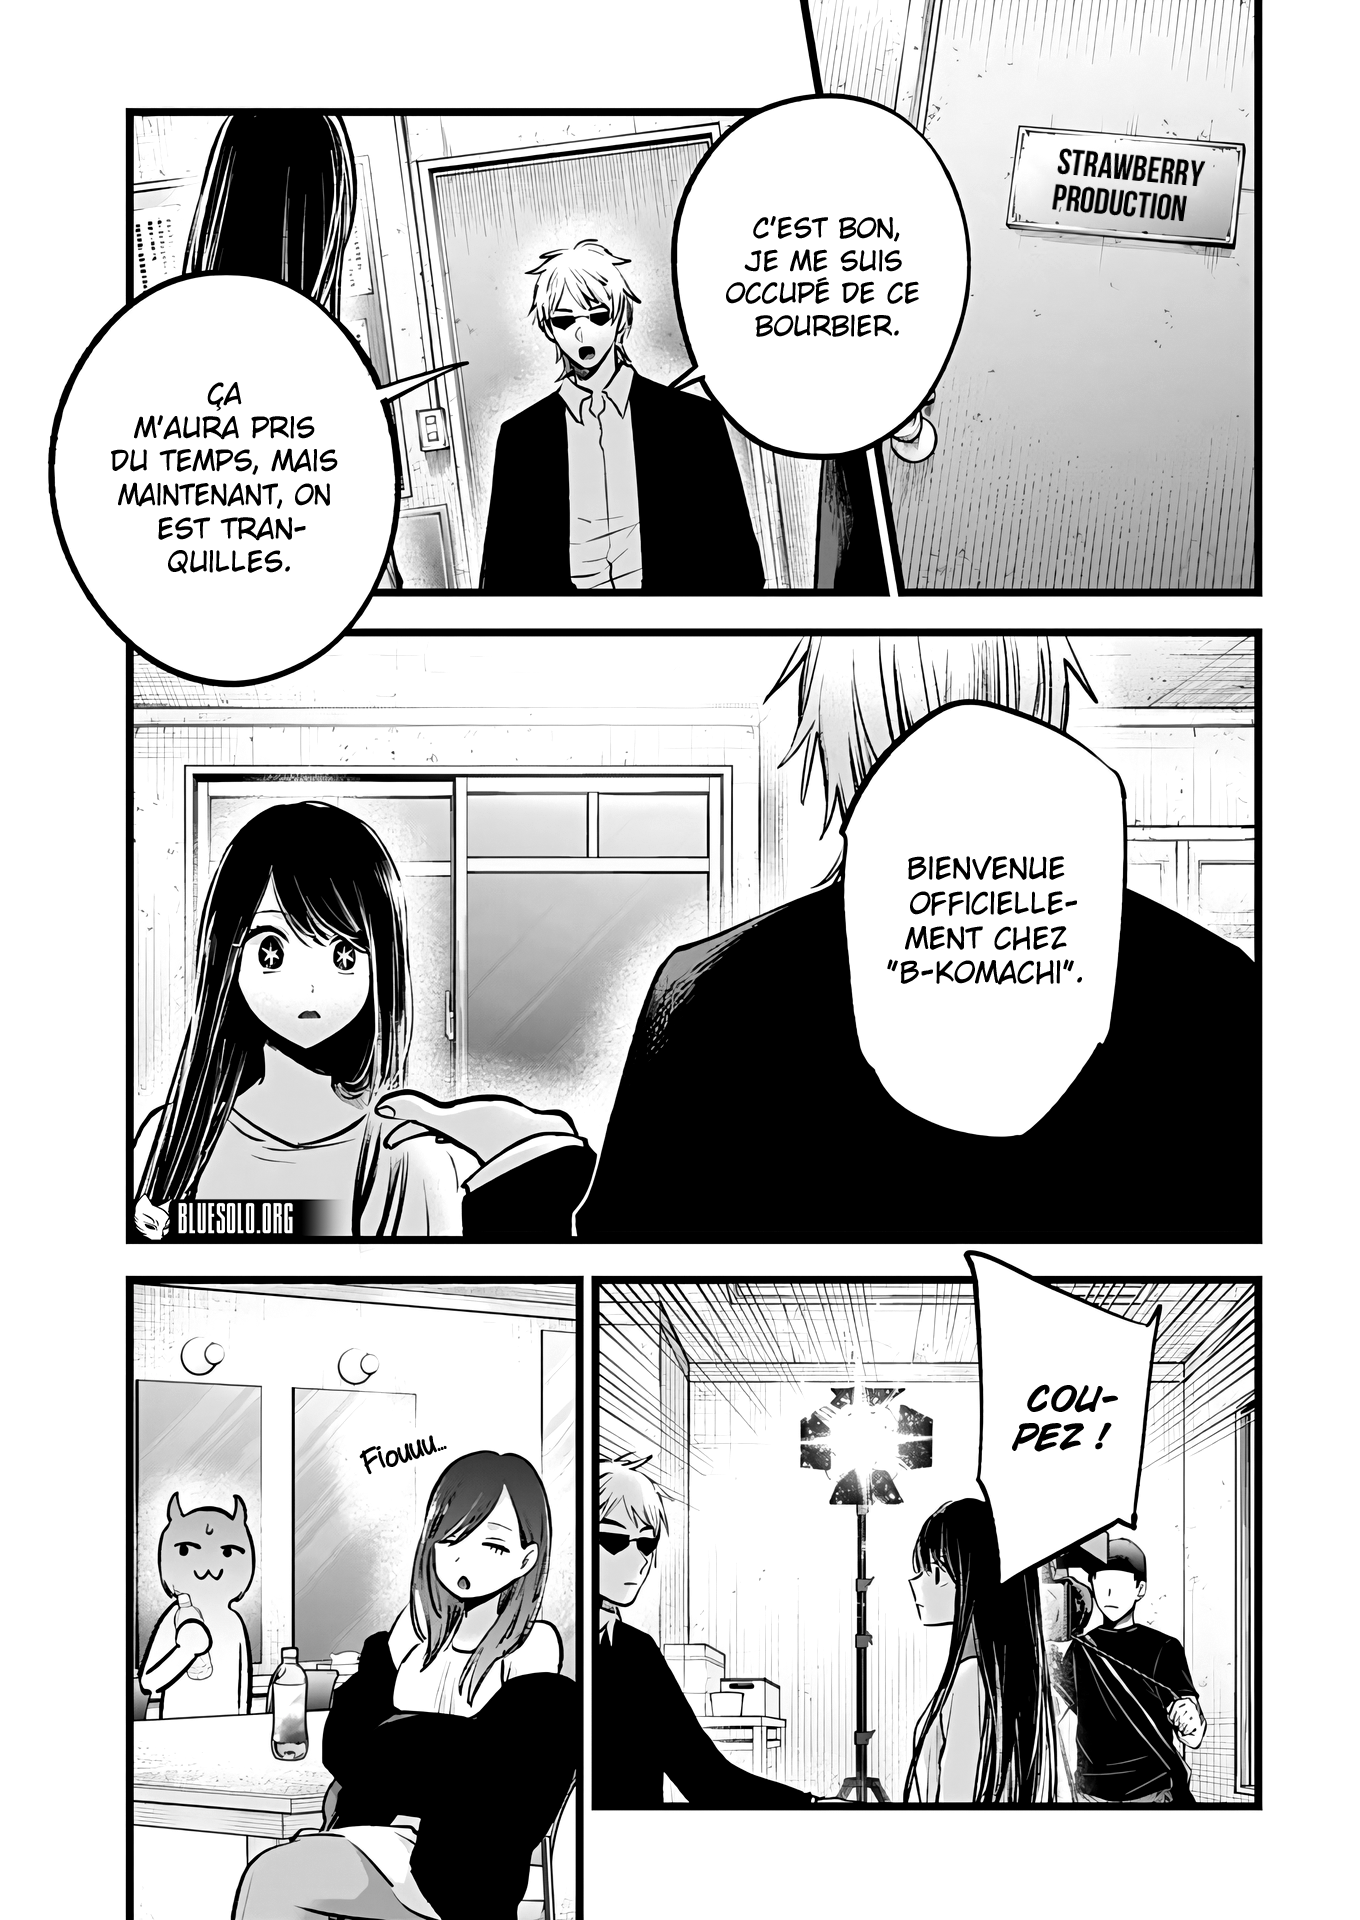 STRAWBERRY
PRODUCTION
C'EST BON,
JE ME SUIS
OCCUPÉ DE CE
BOURBIER.
ÇA
M'AURA PRIS
DU TEMPS, MAIS
MAINTENANT, ON
EST TRAN-
QUILLES.
BIENVENUE
OFFICIELLE-
MENT CHEZ
"B-KOMACHI".
BLUESOLO.ORG
COU-
PEZ !
Fiouuu...